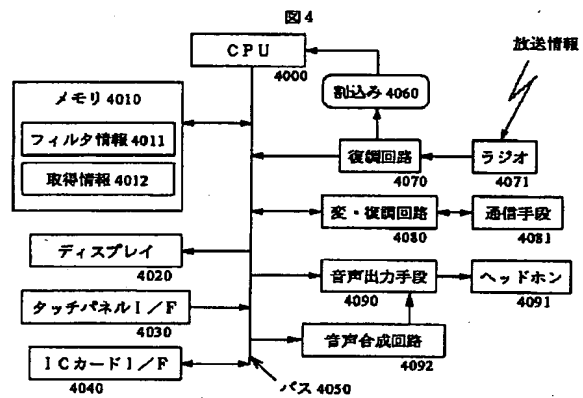 図4
放送情報
CPU
4000
割込み 4060
メモリ 4010
フィルタ情報 4011
取得情報 4012
復調回路
4070
ラジオ
4071
変・復調回路
4080
通信手段
4081
ディスプレイ
4020
音声出力手段
4090
ヘッドホン
4091
タッチパネルI/F
4030
音声合成回路
4092
ICカードI/F
4040
バス 4050